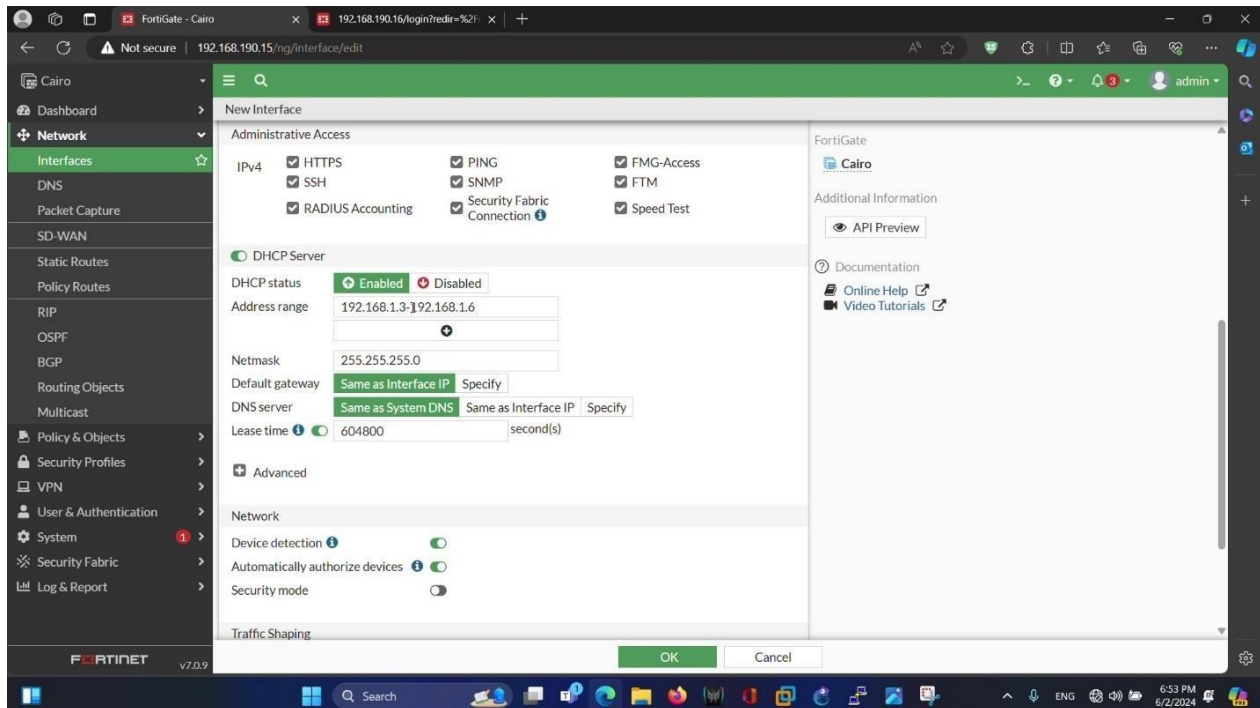 FortiGate - Cairo
192.168.190.16/login?redir=%2F
Not secure 192.168.190.15/ng/interface/edit
Cairo
admin
3
Dashboard
Network
Interfaces
DNS
Packet Capture
SD-WAN
Static Routes
Policy Routes
RIP
OSPF
BGP
Routing Objects
Multicast
Policy & Objects
Security Profiles
VPN
User & Authentication
System 1
Security Fabric
Log & Report
FORTINET v7.0.9
New Interface
Administrative Access
IPv4 HTTPS PING FMG-Access
SSH SNMP FTM
RADIUS Accounting Security Fabric Connection Speed Test
DHCP Server
DHCP status Enabled Disabled
Address range 192.168.1.3-192.168.1.6
Netmask 255.255.255.0
Default gateway Same as Interface IP Specify
DNS server Same as System DNS Same as Interface IP Specify
Lease time 604800 second(s)
Advanced
Network
Device detection
Automatically authorize devices
Security mode
Traffic Shaping
OK Cancel
FortiGate
Cairo
Additional Information
API Preview
Documentation
Online Help
Video Tutorials
Search
ENG
6:53 PM
6/2/2024